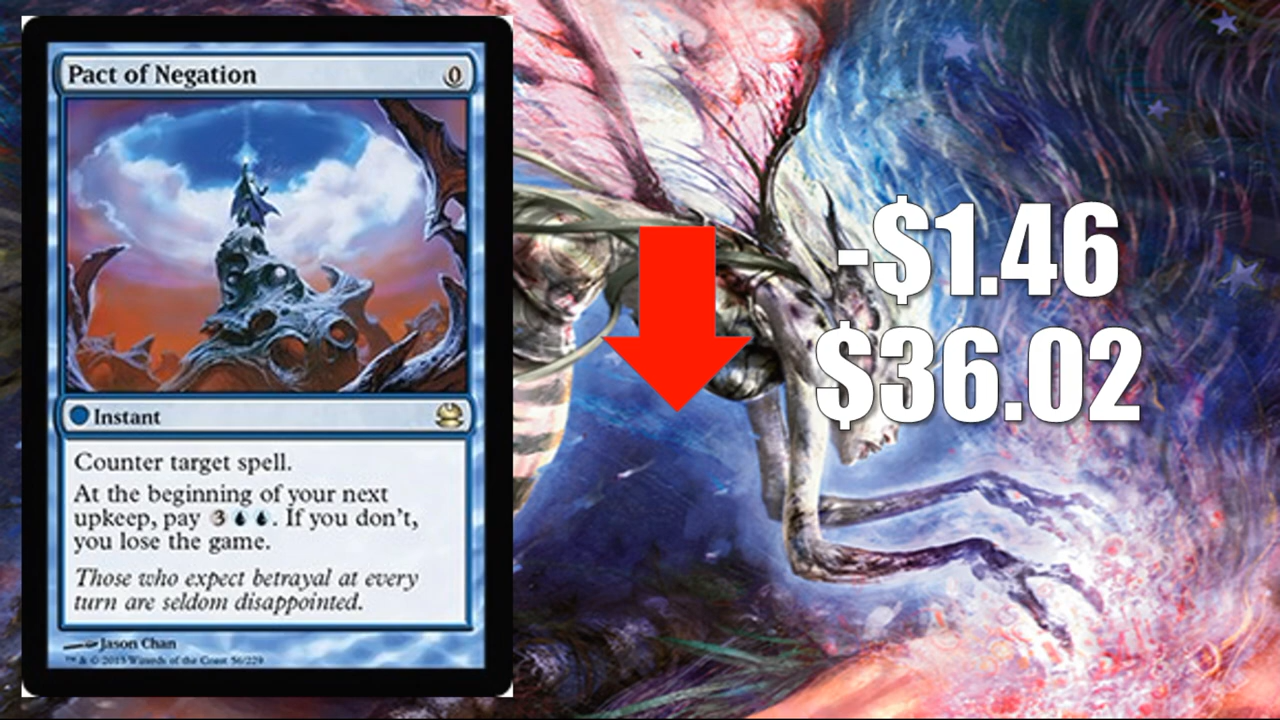 Pact of Negation 0
Instant
Counter target spell.
At the beginning of your next
upkeep, pay 3. If you don't,
you lose the game.
Those who expect betrayal at every
turn are seldom disappointed.
Jason Chan
™ & © 2013 Wizards of the Coast 56/229
-$1.46
$36.02